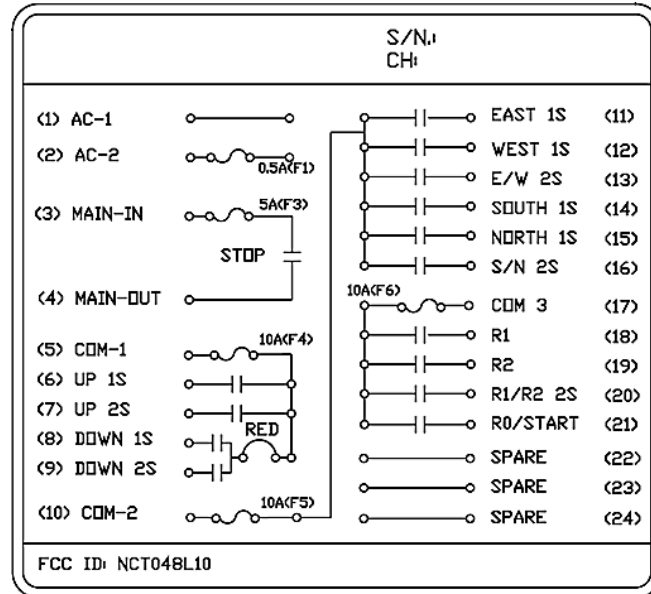 S/N.:
CH:
(1) AC-1
(2) AC-2
0.5A(F1)
(3) MAIN-IN
5A(F3)
STOP
(4) MAIN-OUT
(5) COM-1
10A(F4)
(6) UP 1S
(7) UP 2S
(8) DOWN 1S
RED
(9) DOWN 2S
(10) COM-2
10A(F5)
EAST 1S (11)
WEST 1S (12)
E/W 2S (13)
SOUTH 1S (14)
NORTH 1S (15)
S/N 2S (16)
10A(F6)
COM 3 (17)
R1 (18)
R2 (19)
R1/R2 2S (20)
R0/START (21)
SPARE (22)
SPARE (23)
SPARE (24)
FCC ID: NCT048L10